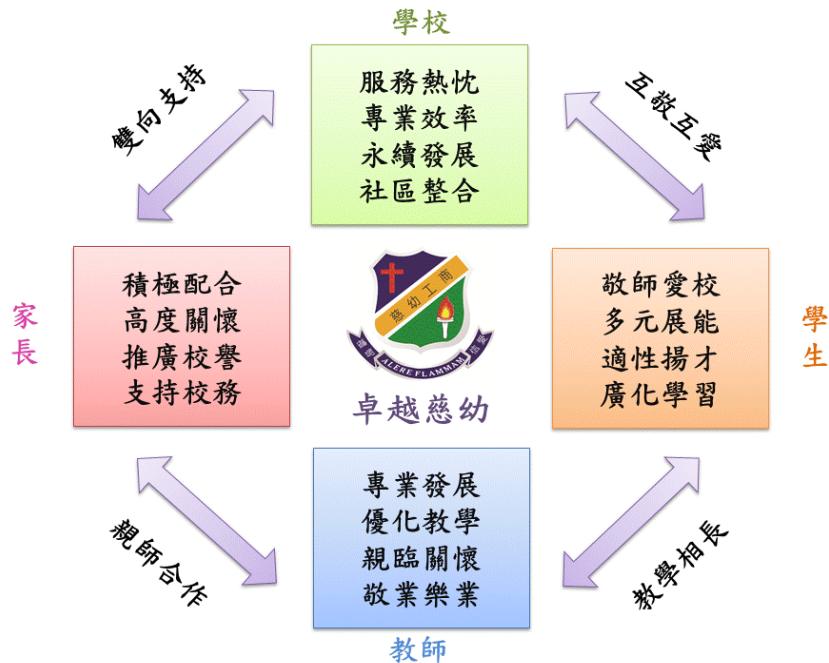 學校
服務熱忱
專業效率
永續發展
社區整合
雙向支持
互敬互愛
家長
積極配合
高度關懷
推廣校譽
支持校務
慈幼工商
禮智
ALERE FLAMMAM
信繫
卓越慈幼
敬師愛校
多元展能
適性揚才
廣化學習
學生
親師合作
教學相長
專業發展
優化教學
親臨關懷
敬業樂業
教師